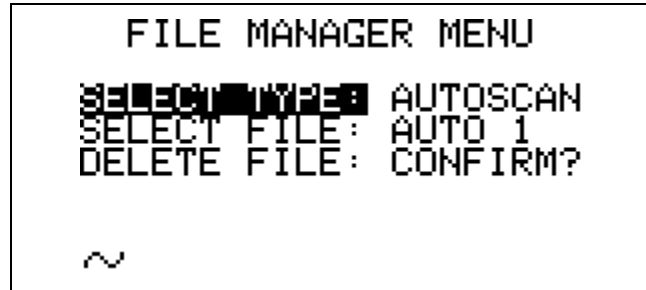 FILE MANAGER MENU
SELECT TYPE: AUTOSCAN
SELECT FILE: AUTO 1
DELETE FILE: CONFIRM?